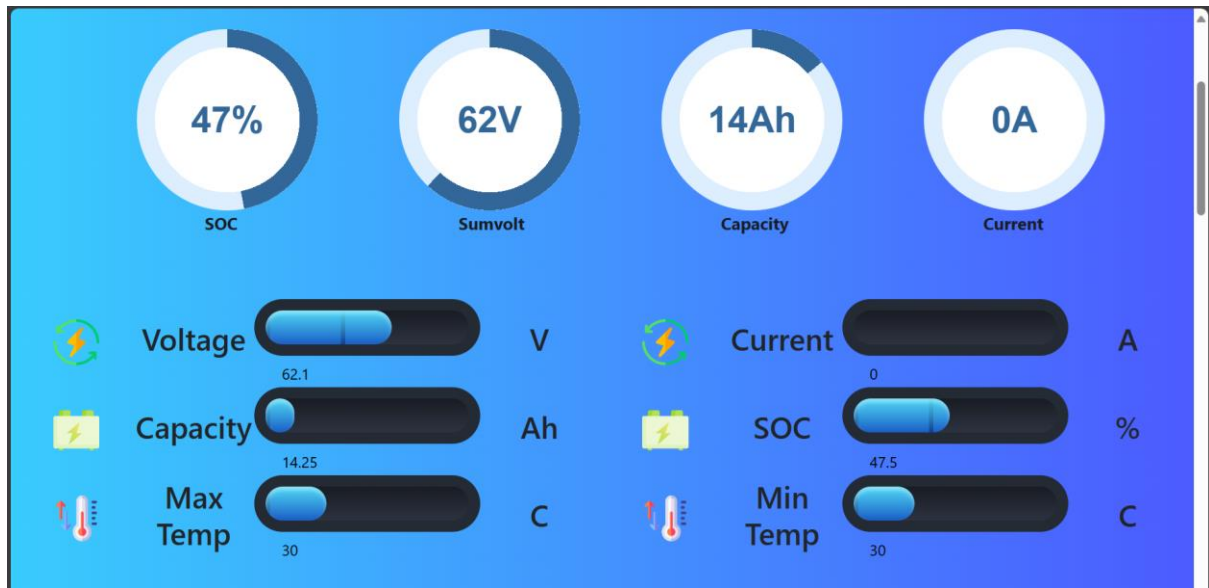 47%
62V
14Ah
0A
SOC
Sumvolt
Capacity
Current
Voltage
V
62.1
Current
A
0
Capacity
Ah
14.25
SOC
%
47.5
Max
Temp
C
30
Min
Temp
C
30